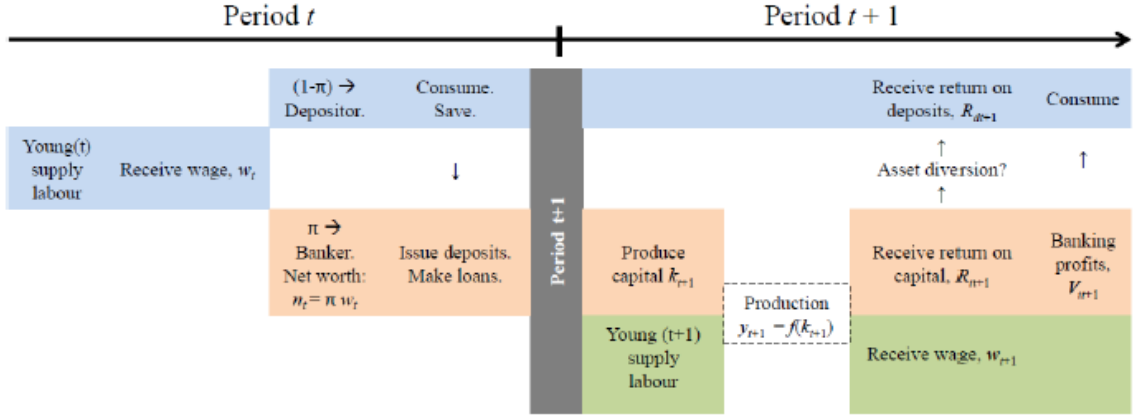 Period t
Period t + 1
(1-π) →
Depositor.
Consume.
Save.
Receive return on
deposits, R_dt+1
Consume
Young(t)
supply
labour
Receive wage, w_t
↓
↑
Asset diversion?
↑
↑
Period t+1
π →
Banker.
Net worth:
n_t = π w_t
Issue deposits.
Make loans.
Produce
capital k_t+1
Receive return on
capital, R_nt+1
Banking
profits,
Production
y_t+1 = f(k_t+1)
Young (t+1)
supply
labour
Receive wage, w_t+1